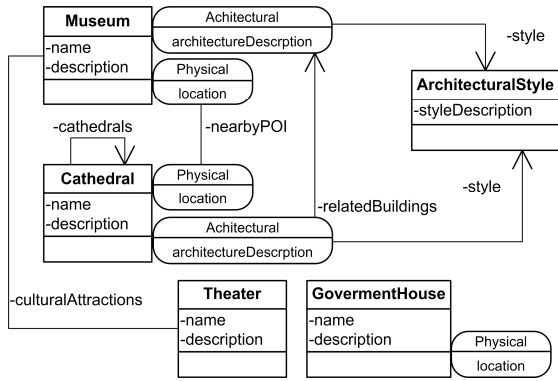 Museum
-name
-description
Achitectural
architectureDescrption
Physical
location
-style
ArchitecturalStyle
-styleDescription
-cathedrals
-nearbyPOI
Cathedral
-name
-description
Physical
location
Achitectural
architectureDescrption
-relatedBuildings
-style
-culturalAttractions
Theater
-name
-description
GovermentHouse
-name
-description
Physical
location